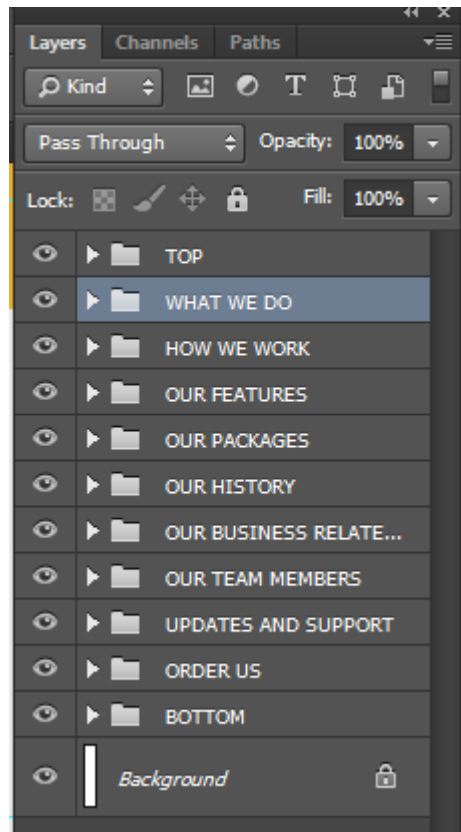 Layers Channels Paths
Kind T
Pass Through Opacity: 100%
Lock: Fill: 100%
TOP
WHAT WE DO
HOW WE WORK
OUR FEATURES
OUR PACKAGES
OUR HISTORY
OUR BUSINESS RELATE...
OUR TEAM MEMBERS
UPDATES AND SUPPORT
ORDER US
BOTTOM
Background